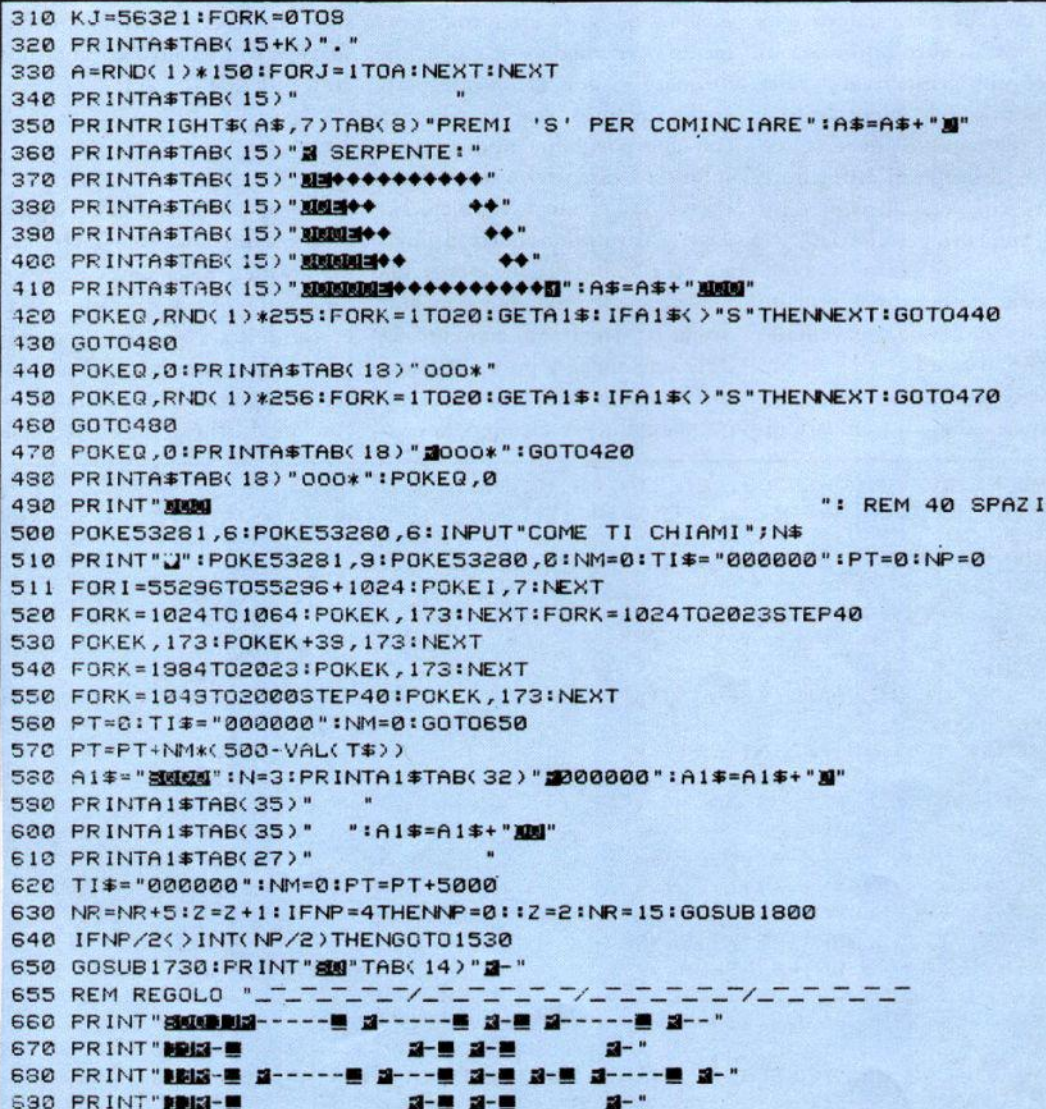 310 KJ=56321:FORK=0TO8
320 PRINTA$TAB(15+K)"."
330 A=RND(1)*150:FORJ=1TOA:NEXT:NEXT
340 PRINTA$TAB(15)"         "
350 PRINTRIGHT$(A$,7)TAB(8)"PREMI 'S' PER COMINCIARE":A$=A$+""
360 PRINTA$TAB(15)" SERPENTE:"
370 PRINTA$TAB(15)"◆◆◆◆◆◆◆◆◆◆"
380 PRINTA$TAB(15)"◆◆      ◆◆"
390 PRINTA$TAB(15)"◆◆      ◆◆"
400 PRINTA$TAB(15)"◆◆      ◆◆"
410 PRINTA$TAB(15)"◆◆◆◆◆◆◆◆◆◆":A$=A$+""
420 POKEQ,RND(1)*255:FORK=1TO20:GETA1$:IFA1$<>"S"THENNEXT:GOTO440
430 GOTO480
440 POKEQ,0:PRINTA$TAB(18)"OOO*"
450 POKEQ,RND(1)*256:FORK=1TO20:GETA1$:IFA1$<>"S"THENNEXT:GOTO470
460 GOTO480
470 POKEQ,0:PRINTA$TAB(18)"OOO*":GOTO420
480 PRINTA$TAB(18)"OOO*":POKEQ,0
490 PRINT"                                        ": REM 40 SPAZI
500 POKE53281,6:POKE53280,6:INPUT"COME TI CHIAMI";N$
510 PRINT"":POKE53281,9:POKE53280,0:NM=0:TI$="000000":PT=0:NP=0
511 FORI=55296TO55296+1024:POKEI,7:NEXT
520 FORK=1024TO1064:POKEK,173:NEXT:FORK=1024TO2023STEP40
530 POKEK,173:POKEK+39,173:NEXT
540 FORK=1984TO2023:POKEK,173:NEXT
550 FORK=1049TO2000STEP40:POKEK,173:NEXT
560 PT=0:TI$="000000":NM=0:GOTO650
570 PT=PT+NM*(500-VAL(T$))
580 A1$="":N=3:PRINTA1$TAB(32)"000000":A1$=A1$+""
590 PRINTA1$TAB(35)"    "
600 PRINTA1$TAB(35)"   ":A1$=A1$+""
610 PRINTA1$TAB(27)"            "
620 TI$="000000":NM=0:PT=PT+5000
630 NR=NR+5:Z=Z+1:IFNP=4THENNP=0::Z=2:NR=15:GOSUB1800
640 IFNP/2<>INT(NP/2)THENGOTO1530
650 GOSUB1730:PRINT""TAB(14)"-"
655 REM REGOLO "_-_-_-_-_-/_-_-_-_-_-/_-_-_-_-_-/_-_-_-_-
660 PRINT"----- ----- - ----- --"
670 PRINT"-            - -       -"
680 PRINT"- ----- --- - - ---- -"
690 PRINT"-            - -       -"